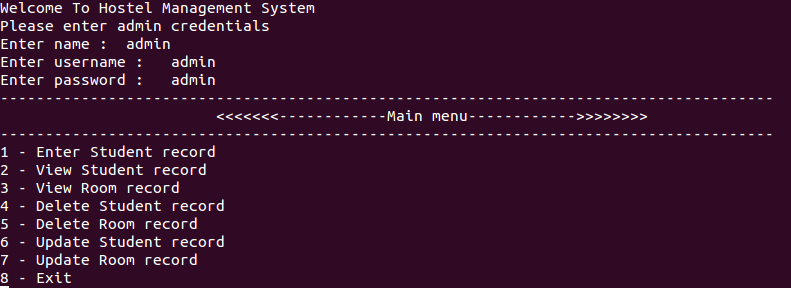 Welcome To Hostel Management System
Please enter admin credentials
Enter name :  admin
Enter username :   admin
Enter password :   admin
--------------------------------------------------------------------------------------
<<<<<<<------------Main menu------------>>>>>>>>
--------------------------------------------------------------------------------------
1 - Enter Student record
2 - View Student record
3 - View Room record
4 - Delete Student record
5 - Delete Room record
6 - Update Student record
7 - Update Room record
8 - Exit